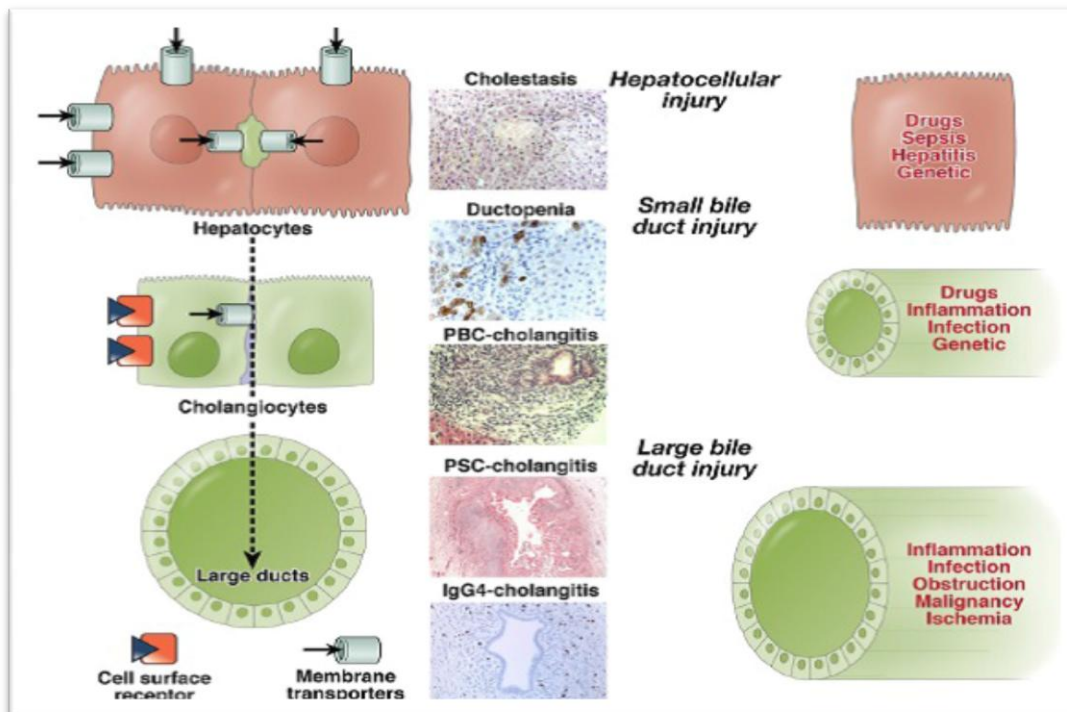 Cholestasis
Hepatocellular
injury
Drugs
Sepsis
Hepatitis
Genetic
Hepatocytes
Ductopenia
Small bile
duct injury
Drugs
Inflammation
Infection
Genetic
PBC-cholangitis
Cholangiocytes
Large bile
duct injury
PSC-cholangitis
Large ducts
Inflammation
Infection
Obstruction
Malignancy
Ischemia
IgG4-cholangitis
Cell surface
receptor
Membrane
transporters